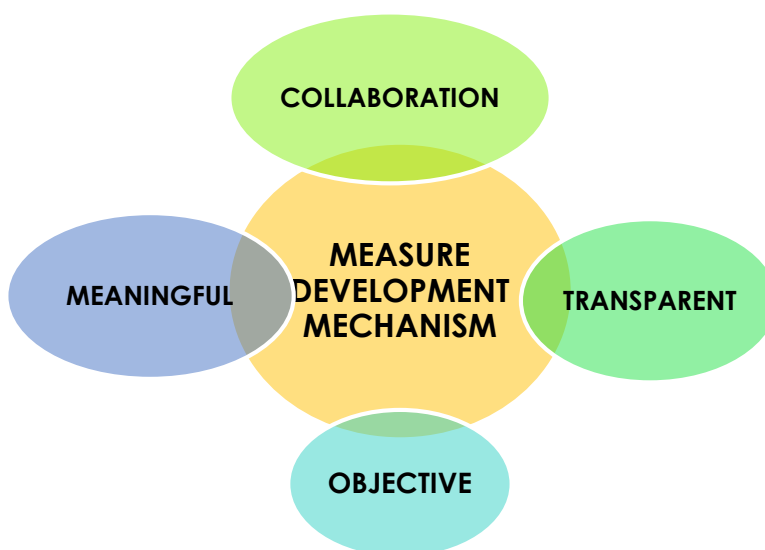 COLLABORATION
MEASURE
DEVELOPMENT
MECHANISM
MEANINGFUL
TRANSPARENT
OBJECTIVE